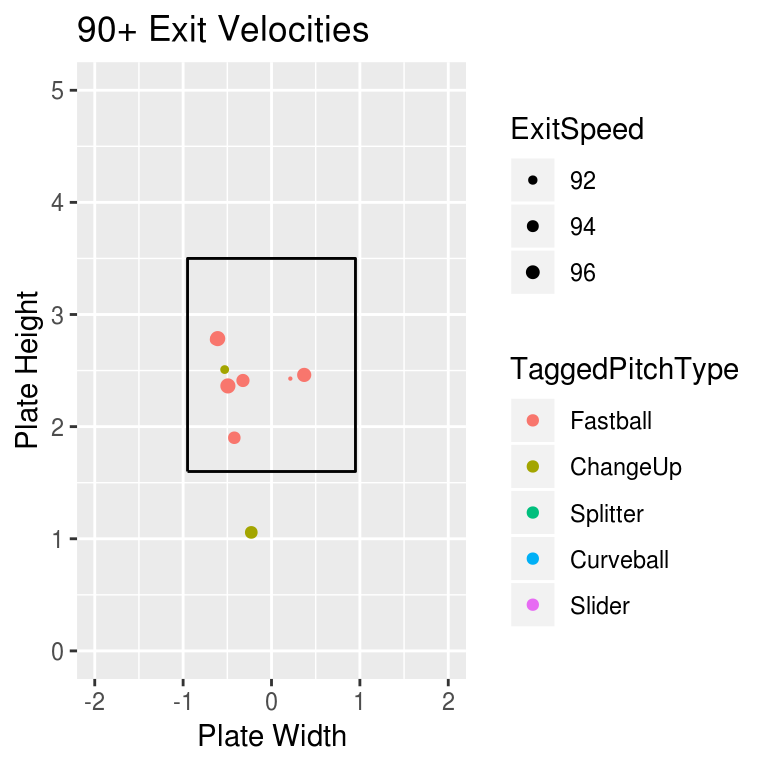 90+ Exit Velocities
5
4
3
2
1
0
Plate Height
-2 -1 0 1 2
Plate Width
ExitSpeed
92
94
96
TaggedPitchType
Fastball
ChangeUp
Splitter
Curveball
Slider